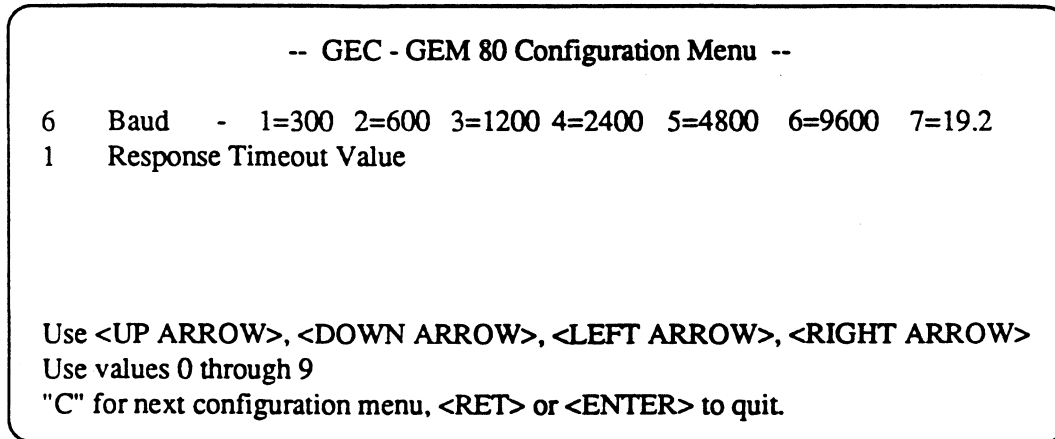 -- GEC - GEM 80 Configuration Menu --
6 Baud - 1=300 2=600 3=1200 4=2400 5=4800 6=9600 7=19.2
1 Response Timeout Value
Use <UP ARROW>, <DOWN ARROW>, <LEFT ARROW>, <RIGHT ARROW>
Use values 0 through 9
"C" for next configuration menu, <RET> or <ENTER> to quit.